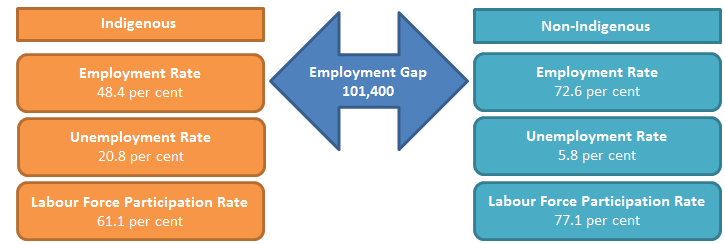 Indigenous
Employment Rate
48.4 per cent
Unemployment Rate
20.8 per cent
Labour Force Participation Rate
61.1 per cent
Employment Gap
101,400
Non-Indigenous
Employment Rate
72.6 per cent
Unemployment Rate
5.8 per cent
Labour Force Participation Rate
77.1 per cent